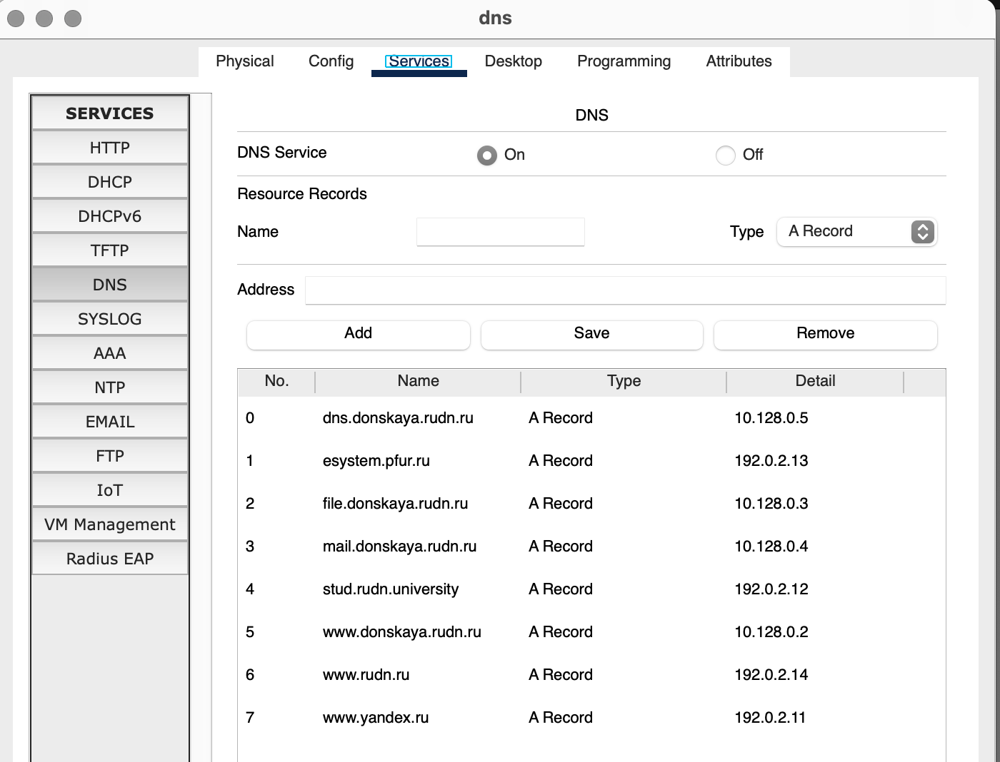 dns
Physical Config Services Desktop Programming Attributes
SERVICES
HTTP
DHCP
DHCPv6
TFTP
DNS
SYSLOG
AAA
NTP
EMAIL
FTP
IoT
VM Management
Radius EAP
DNS
DNS Service On Off
Resource Records
Name Type A Record
Address
Add Save Remove
No. Name Type Detail
0 dns.donskaya.rudn.ru A Record 10.128.0.5
1 esystem.pfur.ru A Record 192.0.2.13
2 file.donskaya.rudn.ru A Record 10.128.0.3
3 mail.donskaya.rudn.ru A Record 10.128.0.4
4 stud.rudn.university A Record 192.0.2.12
5 www.donskaya.rudn.ru A Record 10.128.0.2
6 www.rudn.ru A Record 192.0.2.14
7 www.yandex.ru A Record 192.0.2.11